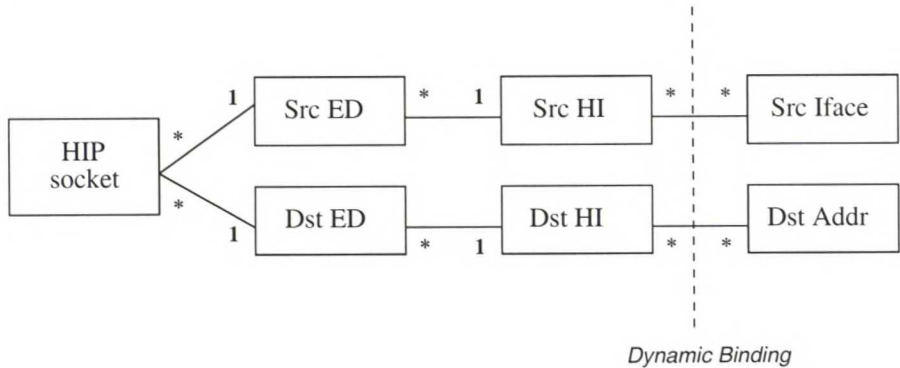 1 Src ED * 1 Src HI * * Src Iface
HIP
socket
*
*
1 Dst ED * 1 Dst HI * * Dst Addr
Dynamic Binding